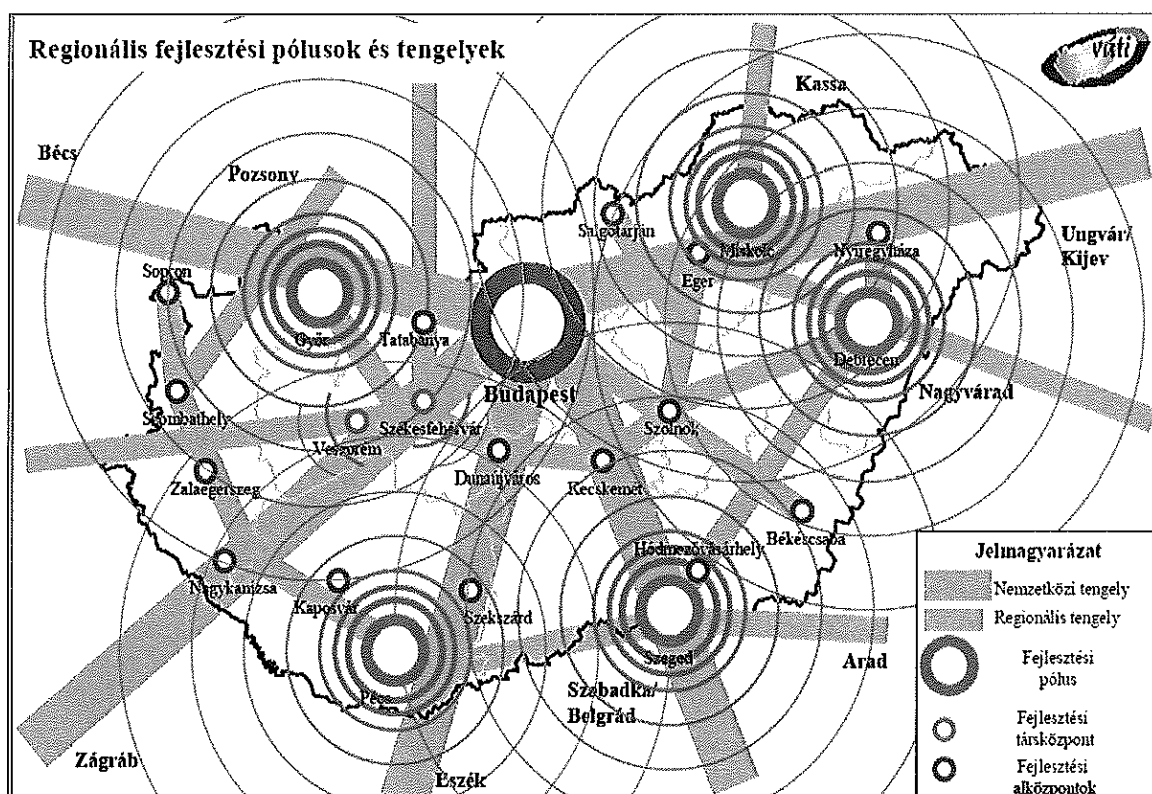 Regionális fejlesztési pólusok és tengelyek
váti
Kassa
Bécs
Pozsony
Salgótarján
Miskolc
Nyíregyháza
Ungvár/
Kijev
Sopron
Eger
Győr
Tatabánya
Debrecen
Budapest
Nagyvárad
Szombathely
Székesfehérvár
Szolnok
Veszprém
Zalaegerszeg
Dunaújváros
Kecskemét
Békéscsaba
Hódmezővásárhely
Nagykanizsa
Kaposvár
Szekszárd
Szeged
Arad
Pécs
Szabadka/
Belgrád
Zágráb
Eszék
Jelmagyarázat
Nemzetközi tengely
Regionális tengely
Fejlesztési
pólus
Fejlesztési
társközpont
Fejlesztési
alközpontok